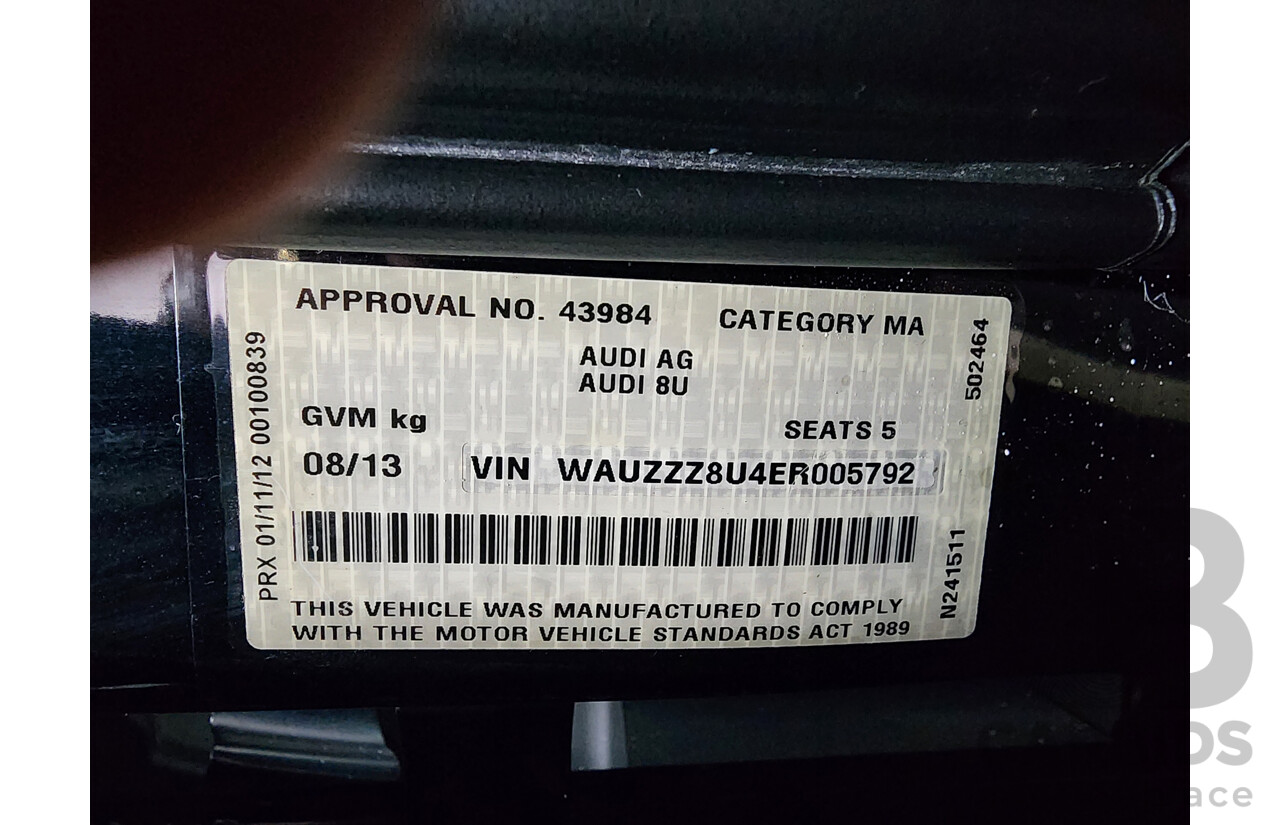 APPROVAL NO. 43984 CATEGORY MA
AUDI AG
AUDI 8U
GVM kg SEATS 5
08/13 VIN WAUZZZ8U4ER005792
THIS VEHICLE WAS MANUFACTURED TO COMPLY
WITH THE MOTOR VEHICLE STANDARDS ACT 1989
PRX 01/11/12 00100839
502464
N241511